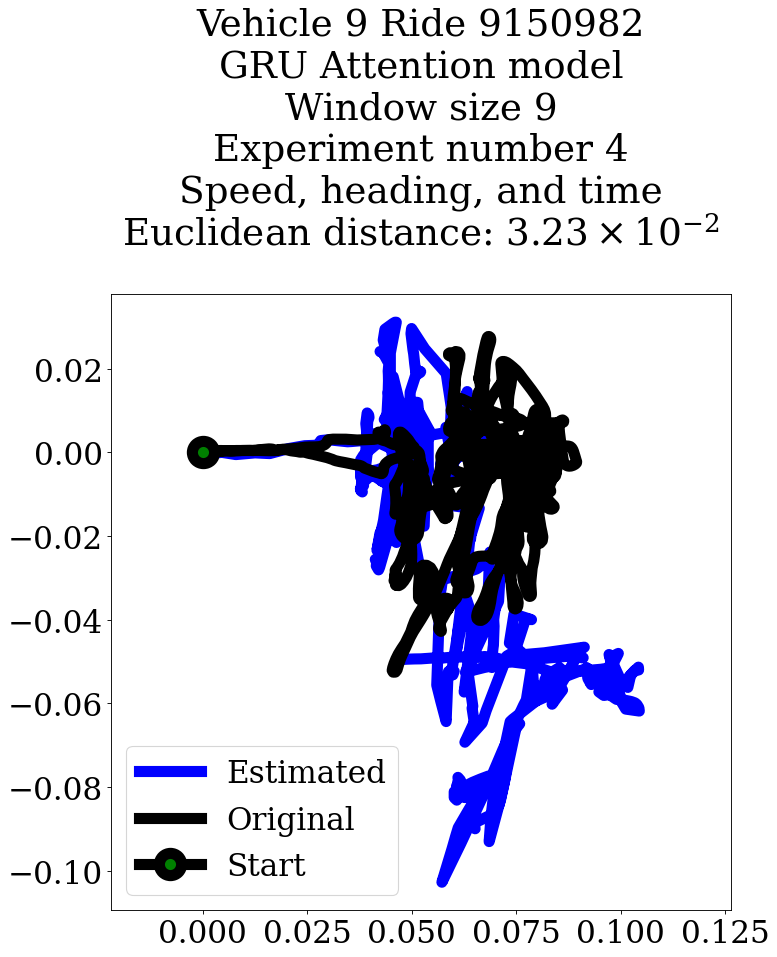 Vehicle 9 Ride 9150982
GRU Attention model
Window size 9
Experiment number 4
Speed, heading, and time
Euclidean distance: 3.23 × 10⁻²
0.02
0.00
−0.02
−0.04
−0.06
−0.08
−0.10
Estimated
Original
Start
0.000 0.025 0.050 0.075 0.100 0.125